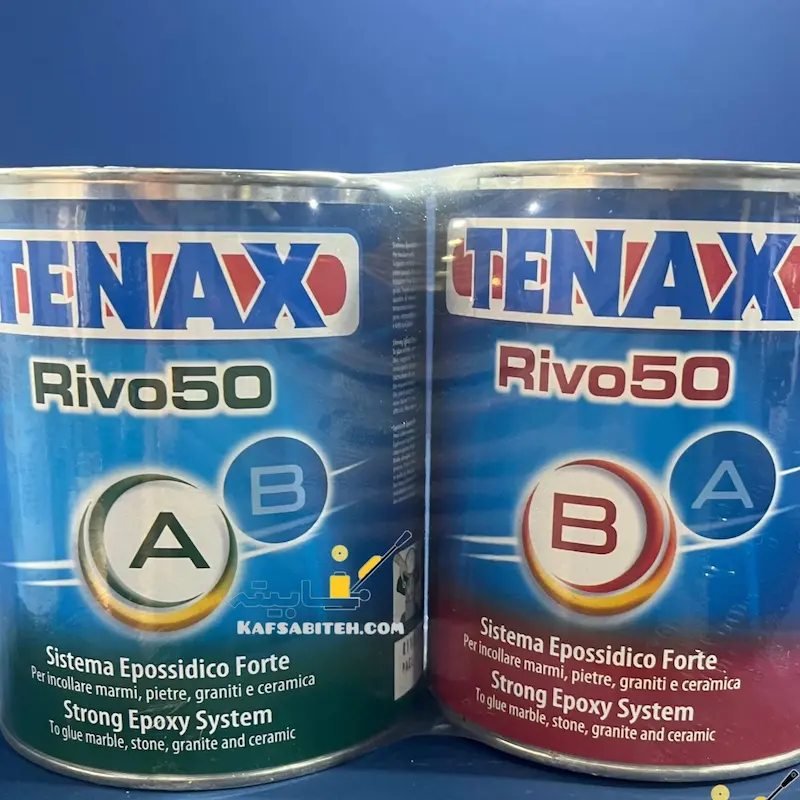 TENAX
Rivo50
B
A
Sistema Epossidico Forte
Per incollare marmi, pietre, graniti e ceramica
Strong Epoxy System
To glue marble, stone, granite and ceramic
TENAX
Rivo50
A
B
Sistema Epossidico Forte
Per incollare marmi, pietre, graniti e ceramica
Strong Epoxy System
To glue marble, stone, granite and ceramic
KAFSABITEH.COM